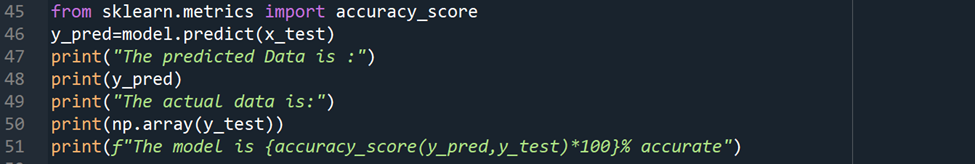 45 from sklearn.metrics import accuracy_score
46 y_pred=model.predict(x_test)
47 print("The predicted Data is :")
48 print(y_pred)
49 print("The actual data is:")
50 print(np.array(y_test))
51 print(f"The model is {accuracy_score(y_pred,y_test)*100}% accurate")